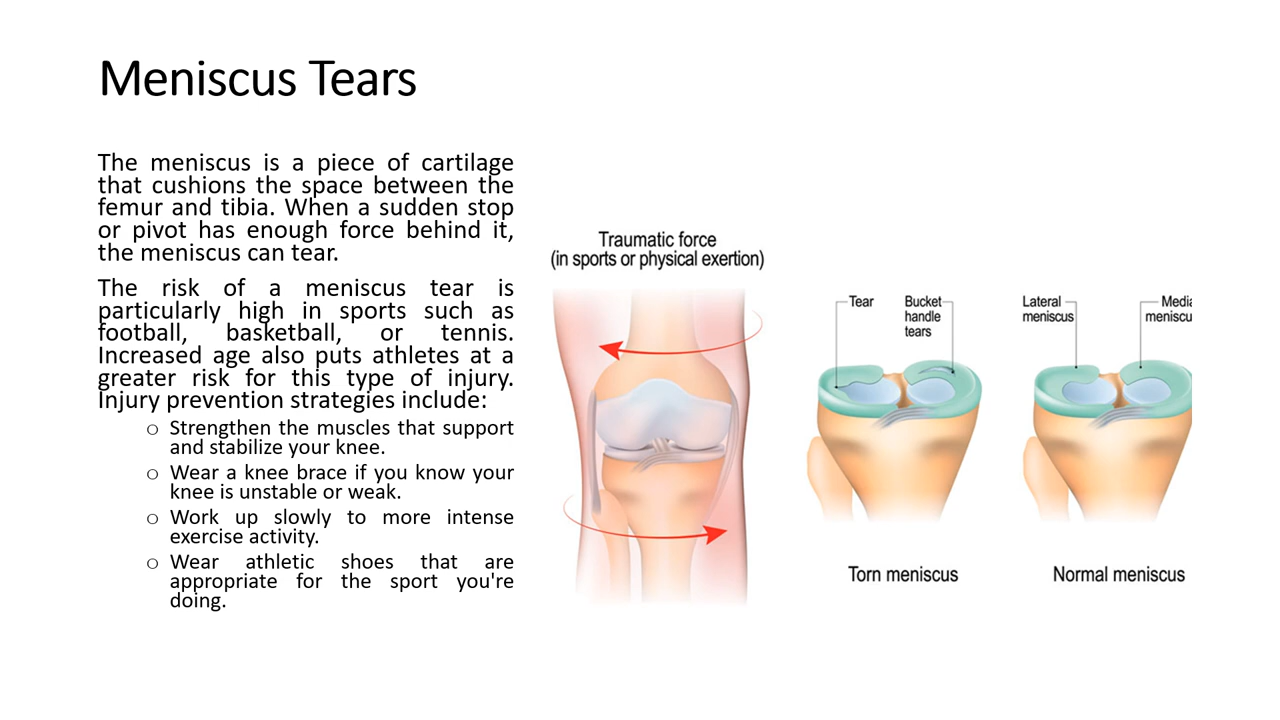 Meniscus Tears
The meniscus is a piece of cartilage
that cushions the space between the
femur and tibia. When a sudden stop
or pivot has enough force behind it,
the meniscus can tear.
The risk of a meniscus tear is
particularly high in sports such as
football, basketball, or tennis.
Increased age also puts athletes at a
greater risk for this type of injury.
Injury prevention strategies include:
○ Strengthen the muscles that support
and stabilize your knee.
○ Wear a knee brace if you know your
knee is unstable or weak.
○ Work up slowly to more intense
exercise activity.
○ Wear athletic shoes that are
appropriate for the sport you're
doing.
Traumatic force
(in sports or physical exertion)
Tear
Bucket
handle
tears
Torn meniscus
Lateral
meniscus
Media
meniscu
Normal meniscus